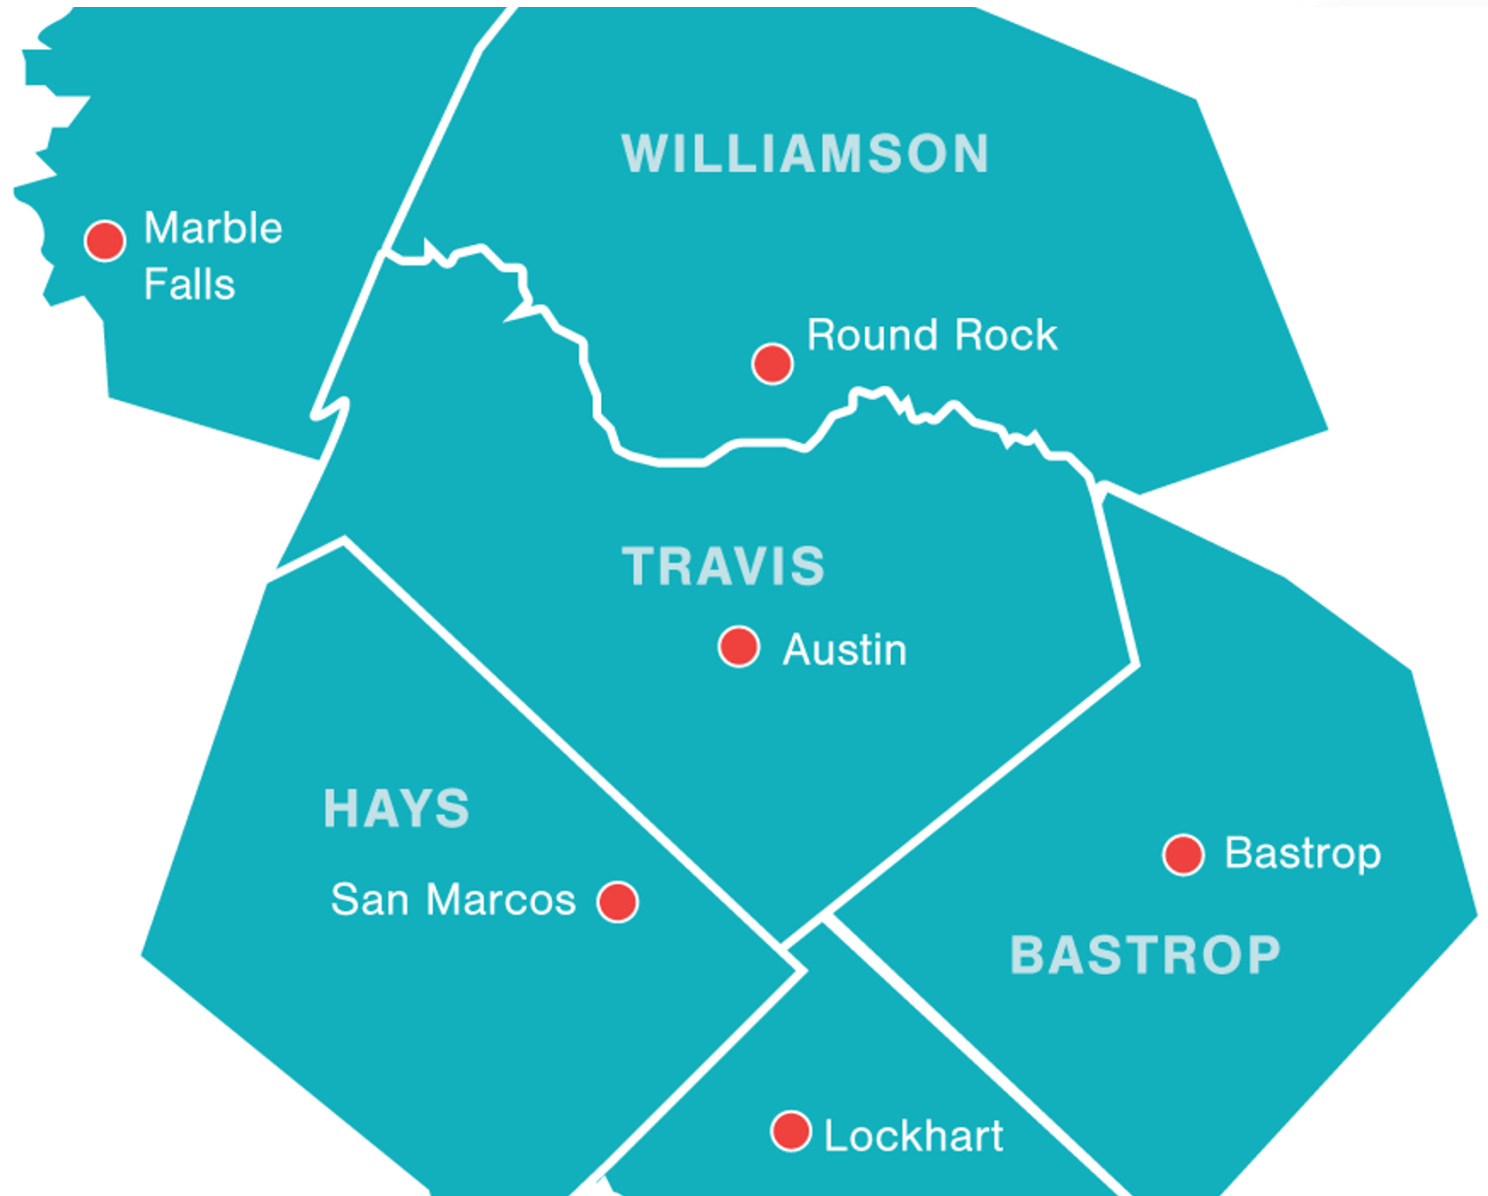 WILLIAMSON
Marble
Falls
Round Rock
TRAVIS
Austin
HAYS
San Marcos
Bastrop
BASTROP
Lockhart